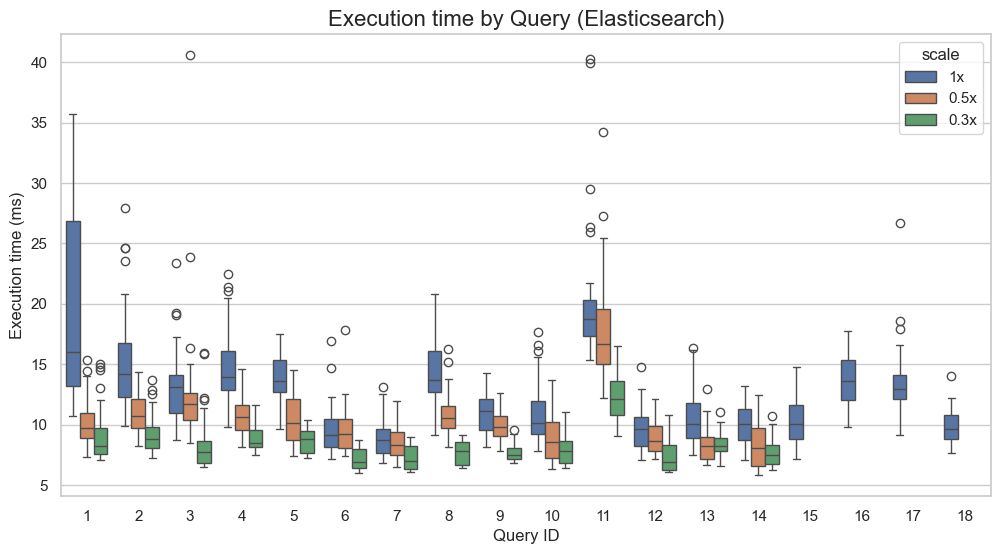 Execution time by Query (Elasticsearch)
scale
1x
0.5x
0.3x
Execution time (ms)
40
35
30
25
20
15
10
5
1 2 3 4 5 6 7 8 9 10 11 12 13 14 15 16 17 18
Query ID